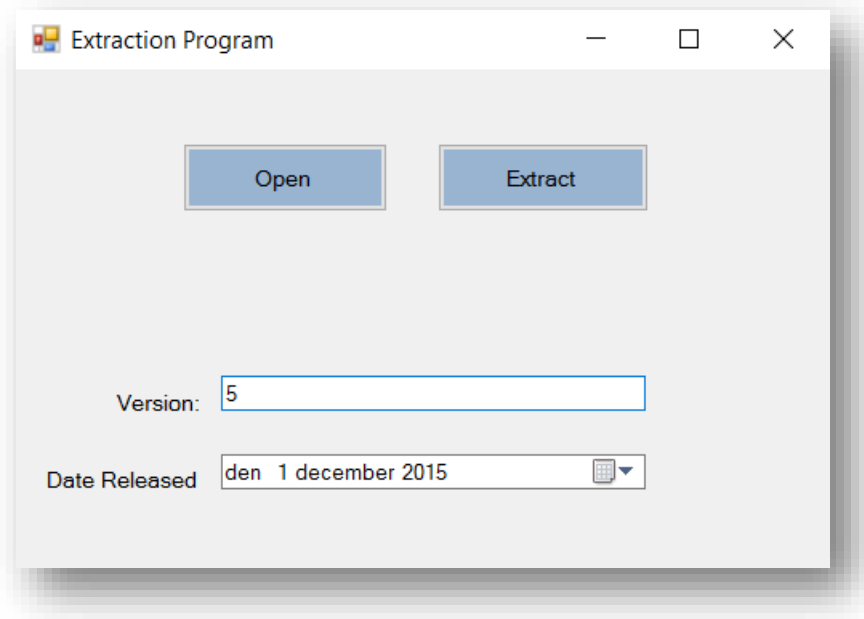 Extraction Program
Open Extract
Version: 5
Date Released den 1 december 2015